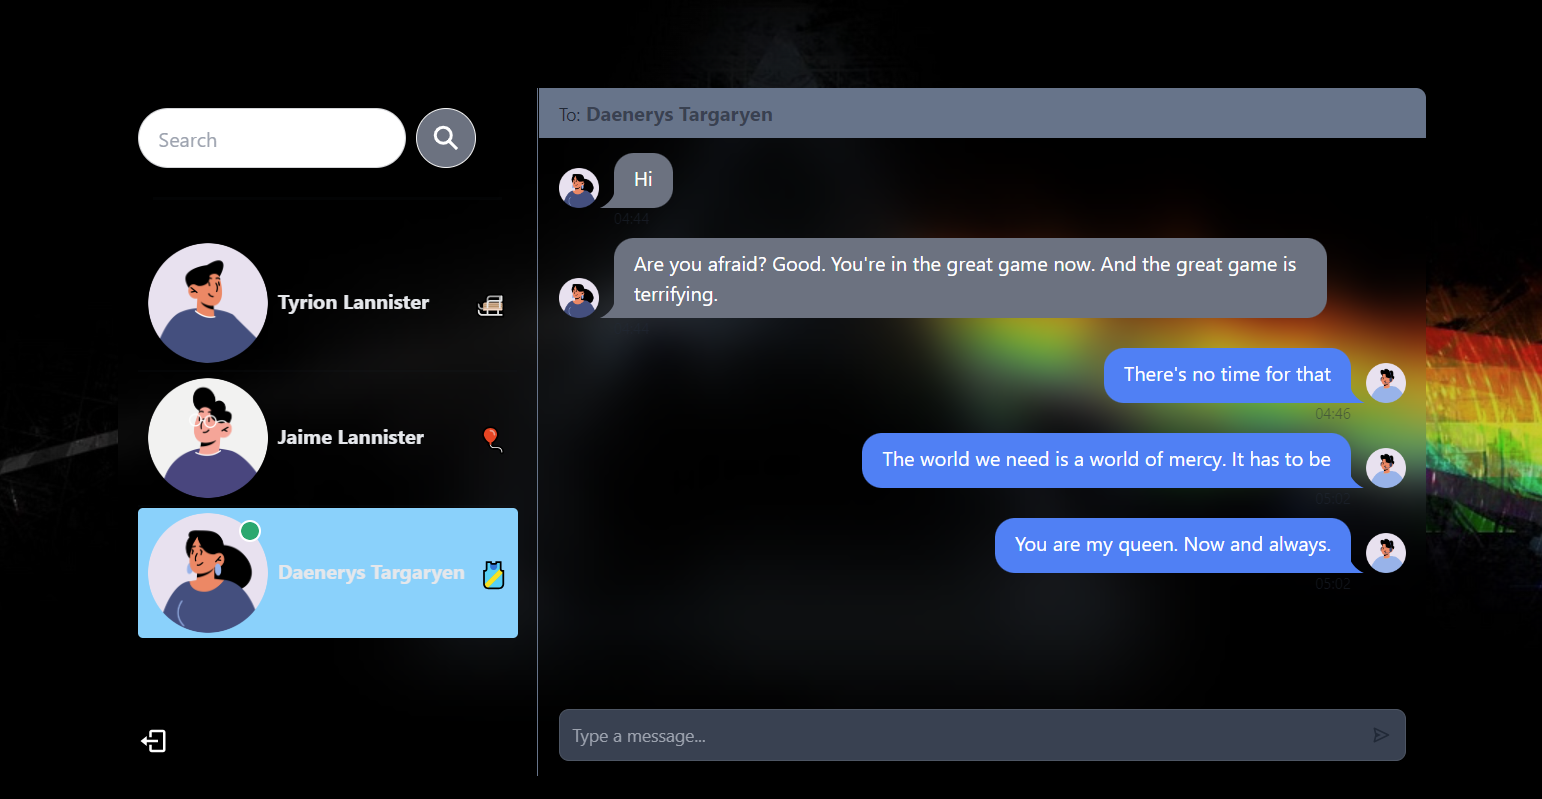 Search
Tyrion Lannister
Jaime Lannister
Daenerys Targaryen
To: Daenerys Targaryen
Hi
04:44
Are you afraid? Good. You're in the great game now. And the great game is
terrifying.
There's no time for that
04:46
The world we need is a world of mercy. It has to be
05:02
You are my queen. Now and always.
05:02
Type a message...